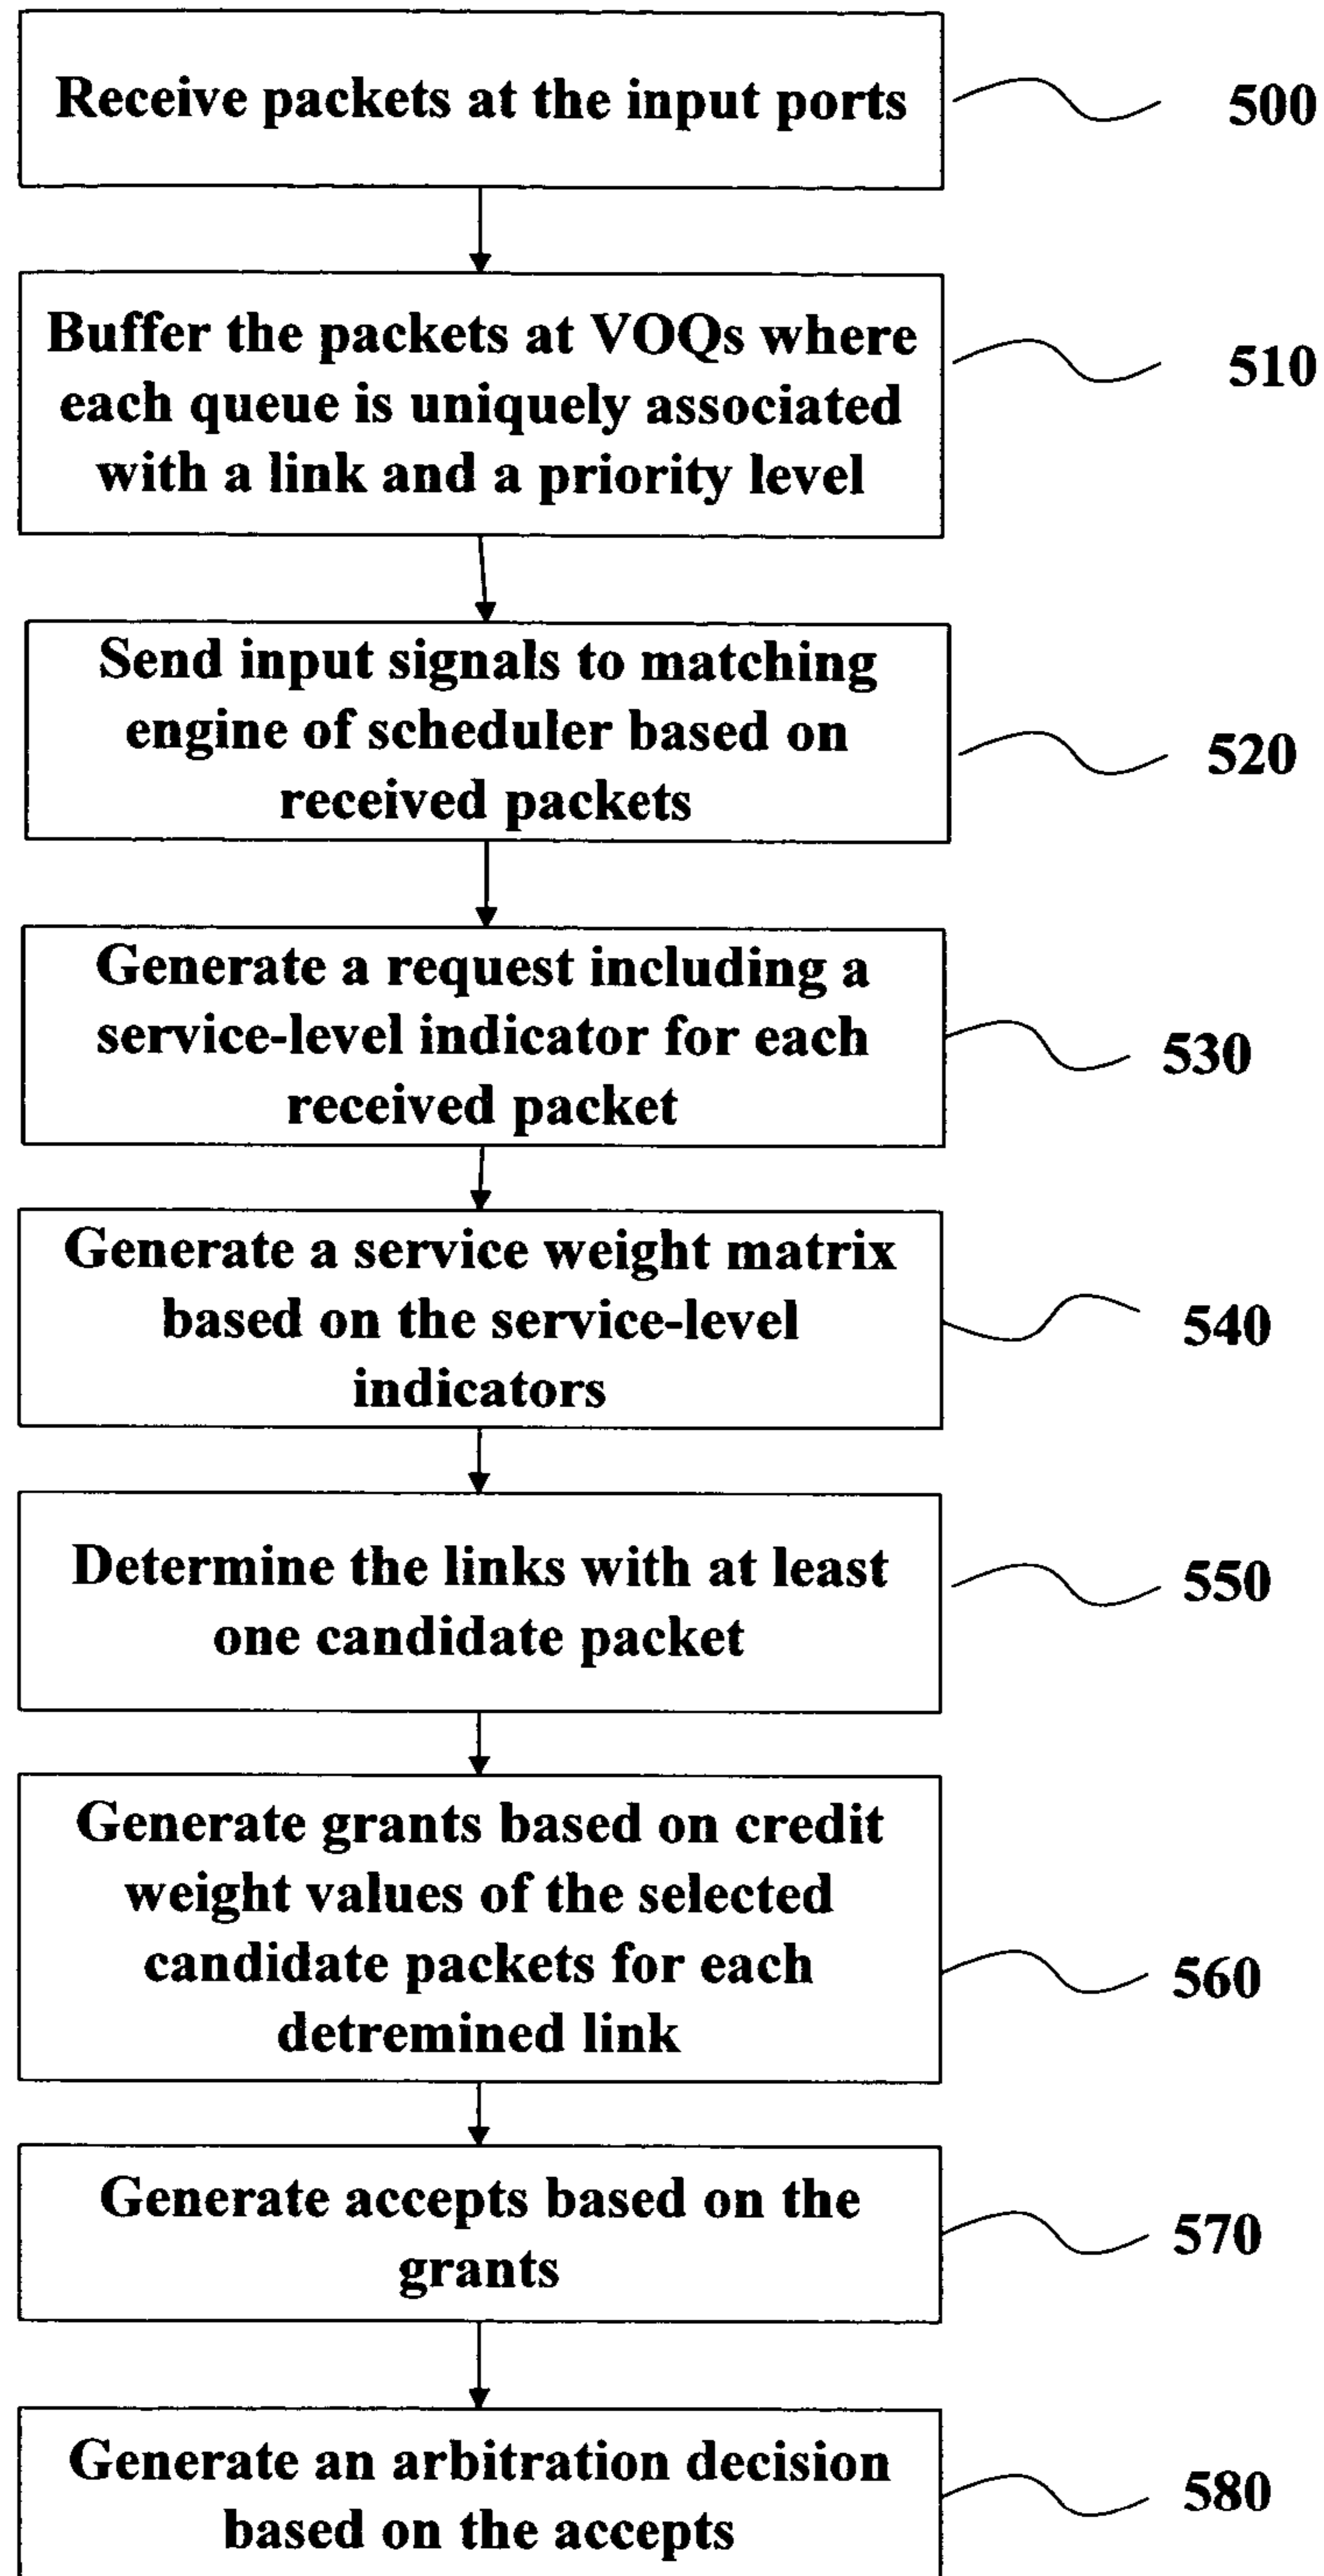 Receive packets at the input ports
500
Buffer the packets at VOQs where
each queue is uniquely associated
with a link and a priority level
510
Send input signals to matching
engine of scheduler based on
received packets
520
Generate a request including a
service-level indicator for each
received packet
530
Generate a service weight matrix
based on the service-level
indicators
540
Determine the links with at least
one candidate packet
550
Generate grants based on credit
weight values of the selected
candidate packets for each
detremined link
560
Generate accepts based on the
grants
570
Generate an arbitration decision
based on the accepts
580